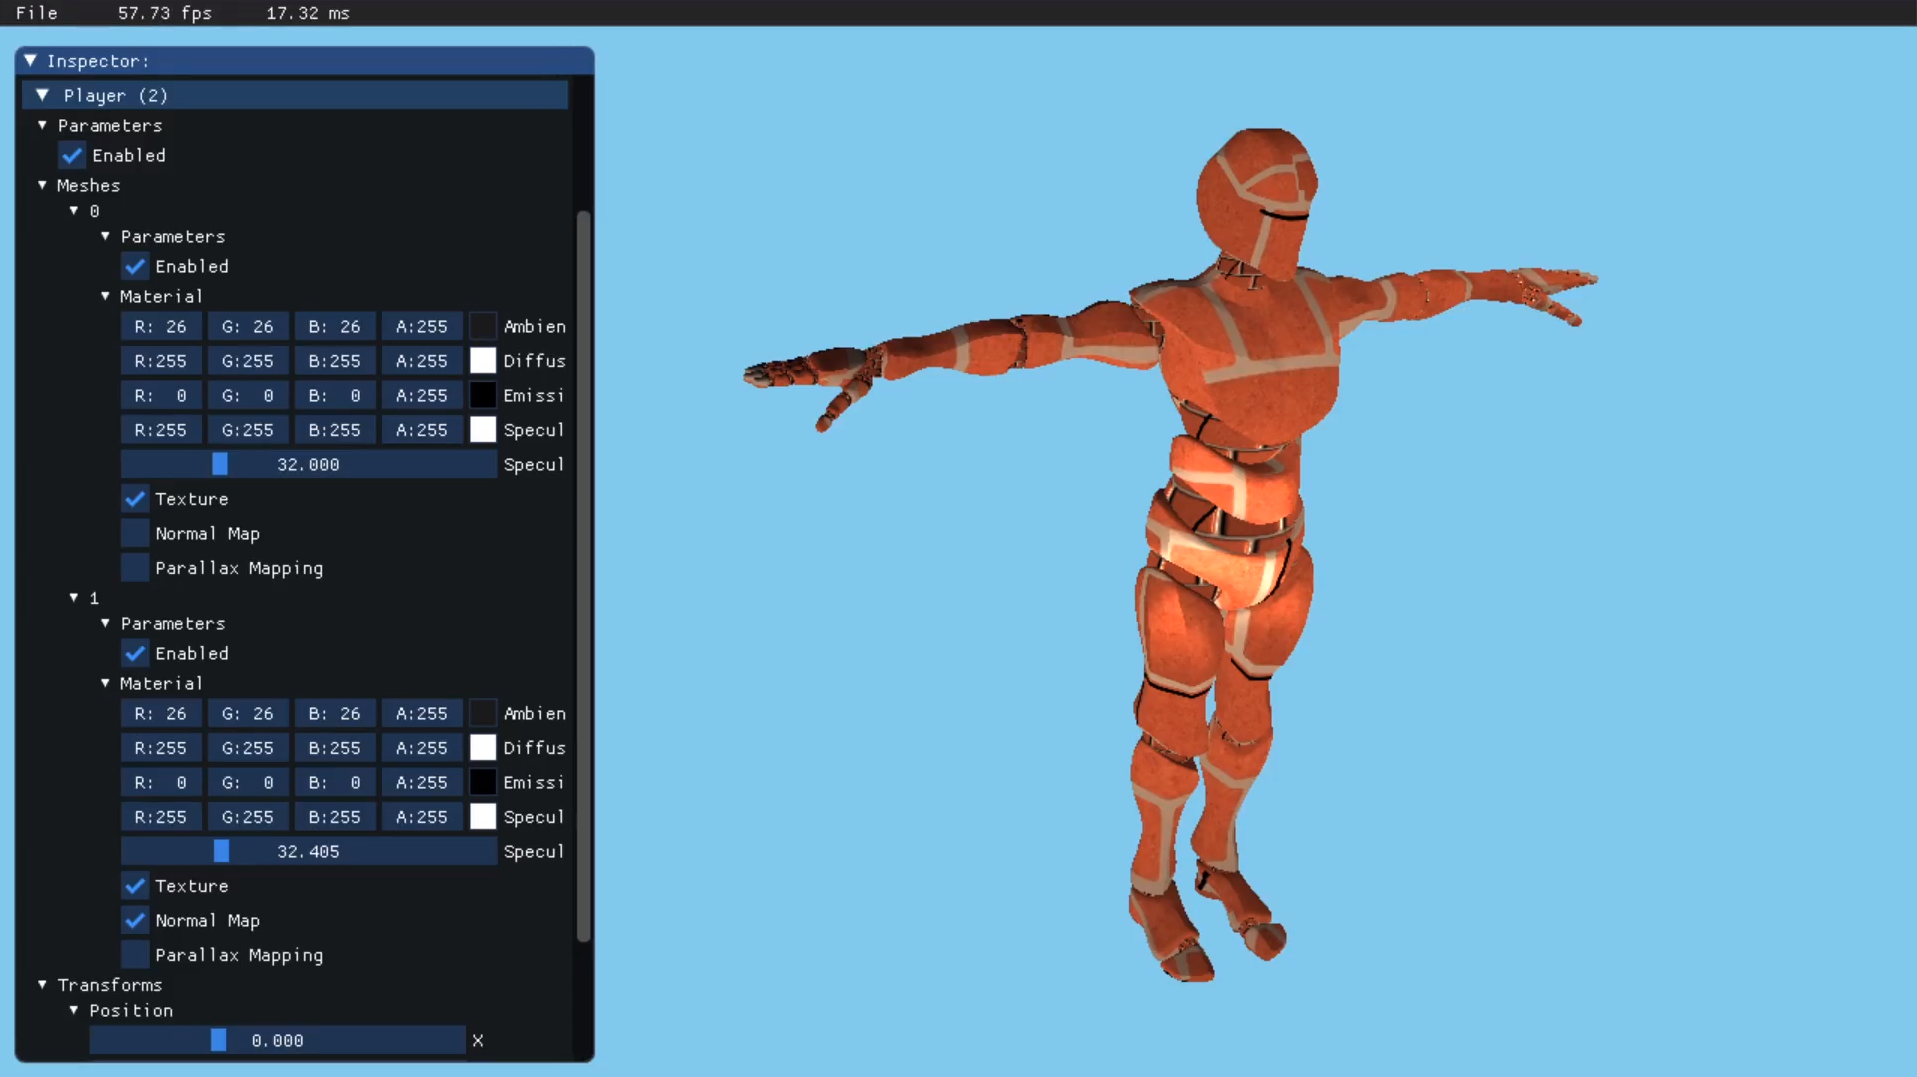 File 57.73 fps 17.32 ms
Inspector:
Player (2)
Parameters
Enabled
Meshes
0
Parameters
Enabled
Material
R: 26 G: 26 B: 26 A:255 Ambien
R:255 G:255 B:255 A:255 Diffus
R: 0 G: 0 B: 0 A:255 Emissi
R:255 G:255 B:255 A:255 Specul
32.000 Specul
Texture
Normal Map
Parallax Mapping
1
Parameters
Enabled
Material
R: 26 G: 26 B: 26 A:255 Ambien
R:255 G:255 B:255 A:255 Diffus
R: 0 G: 0 B: 0 A:255 Emissi
R:255 G:255 B:255 A:255 Specul
32.405 Specul
Texture
Normal Map
Parallax Mapping
Transforms
Position
0.000 X